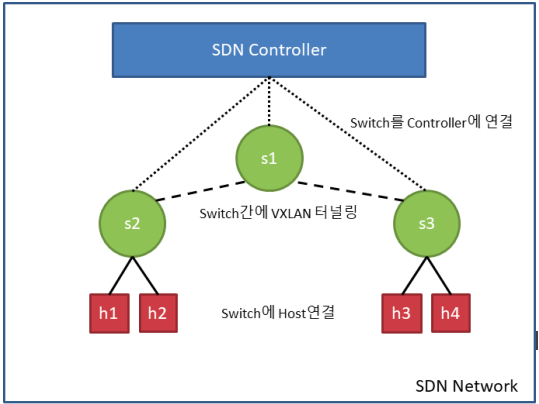 SDN Controller
Switch를 Controller에 연결
s1
Switch간에 VXLAN 터널링
s2
s3
h1
h2
Switch에 Host연결
h3
h4
SDN Network